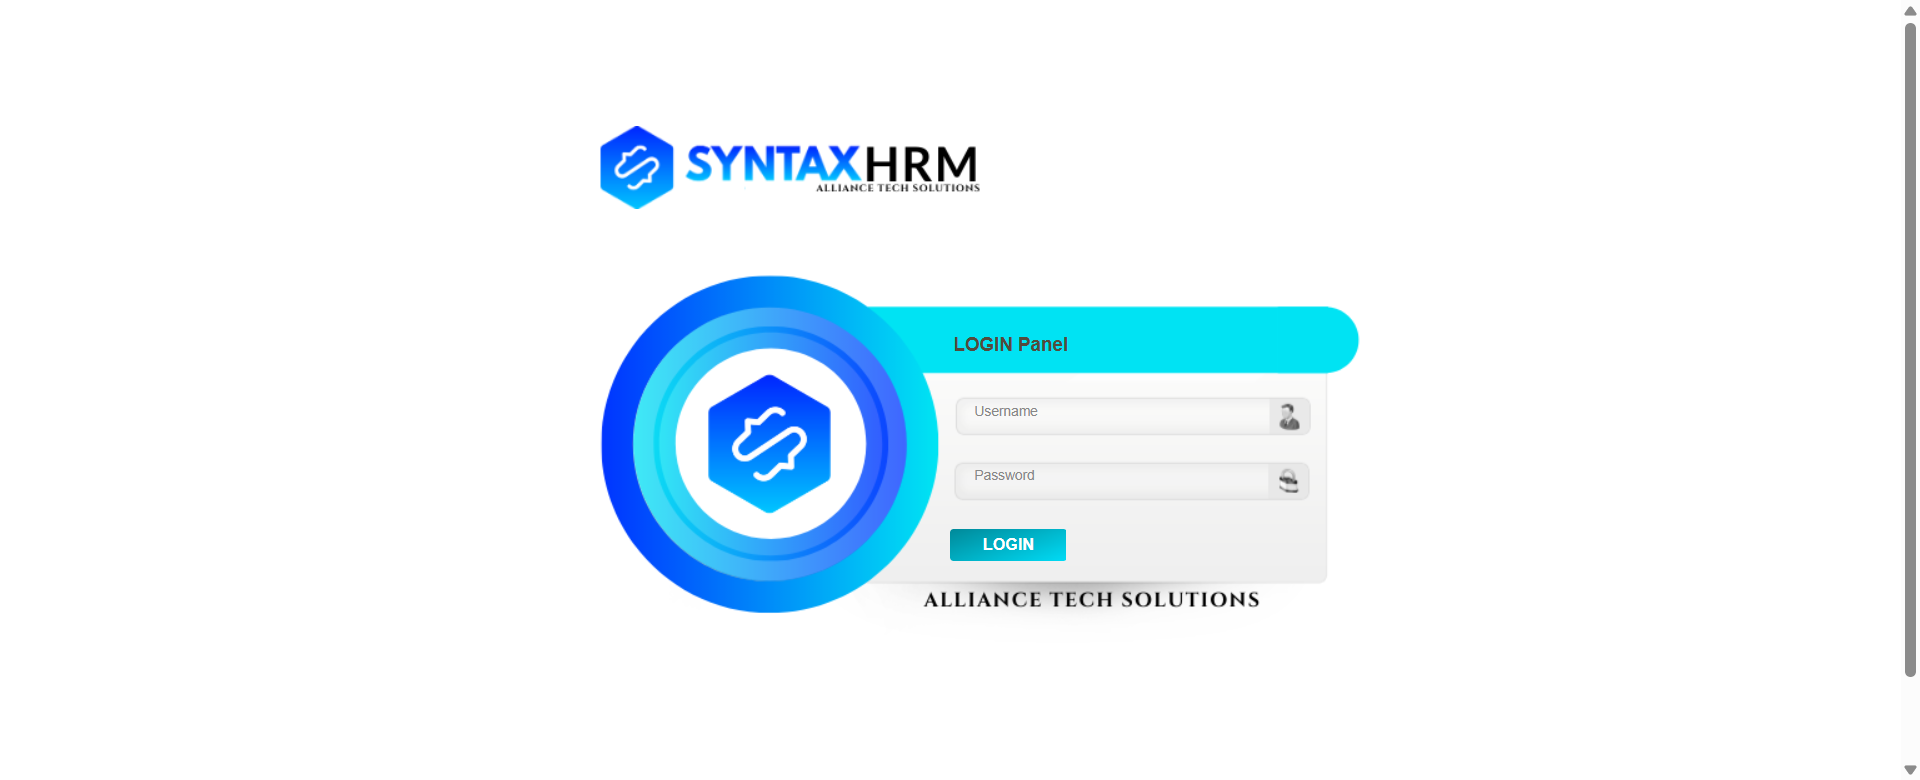 SYNTAXHRM
ALLIANCE TECH SOLUTIONS
LOGIN Panel
Username
Password
LOGIN
ALLIANCE TECH SOLUTIONS